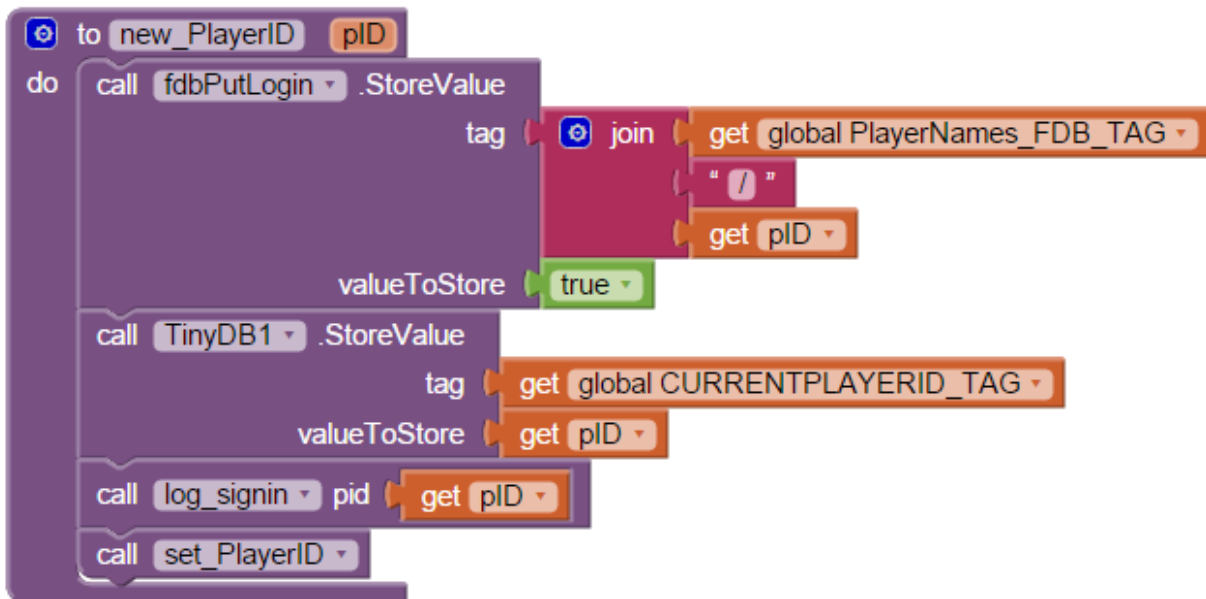 to new_PlayerID pID
do call fdbPutLogin .StoreValue
tag join get global PlayerNames_FDB_TAG
" / "
get pID
valueToStore true
call TinyDB1 .StoreValue
tag get global CURRENTPLAYERID_TAG
valueToStore get pID
call log_signin pid get pID
call set_PlayerID